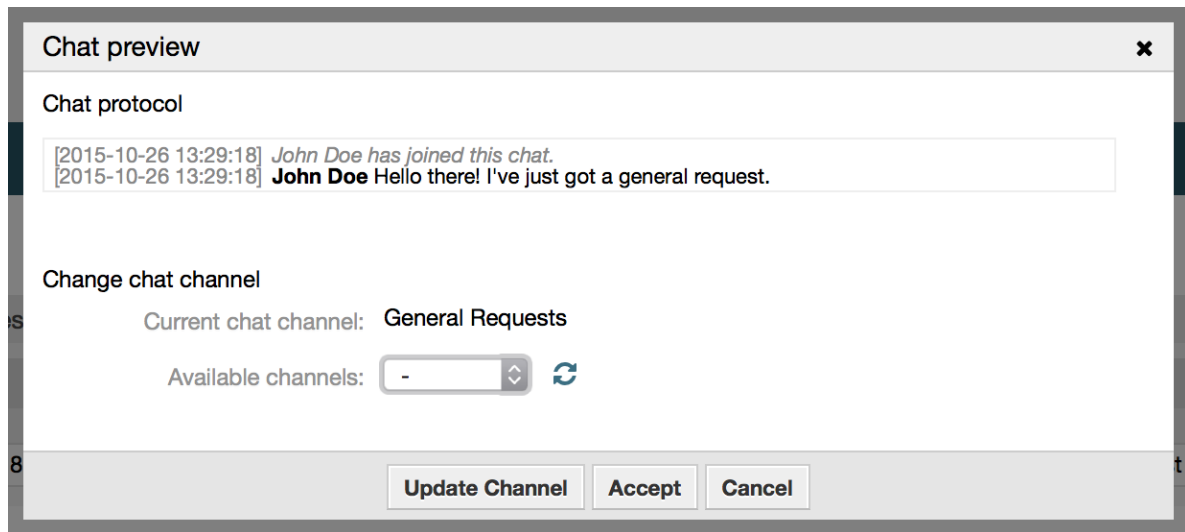 Chat preview
Chat protocol
[2015-10-26 13:29:18] John Doe has joined this chat.
[2015-10-26 13:29:18] John Doe Hello there! I've just got a general request.
Change chat channel
Current chat channel: General Requests
Available channels: -
Update Channel Accept Cancel